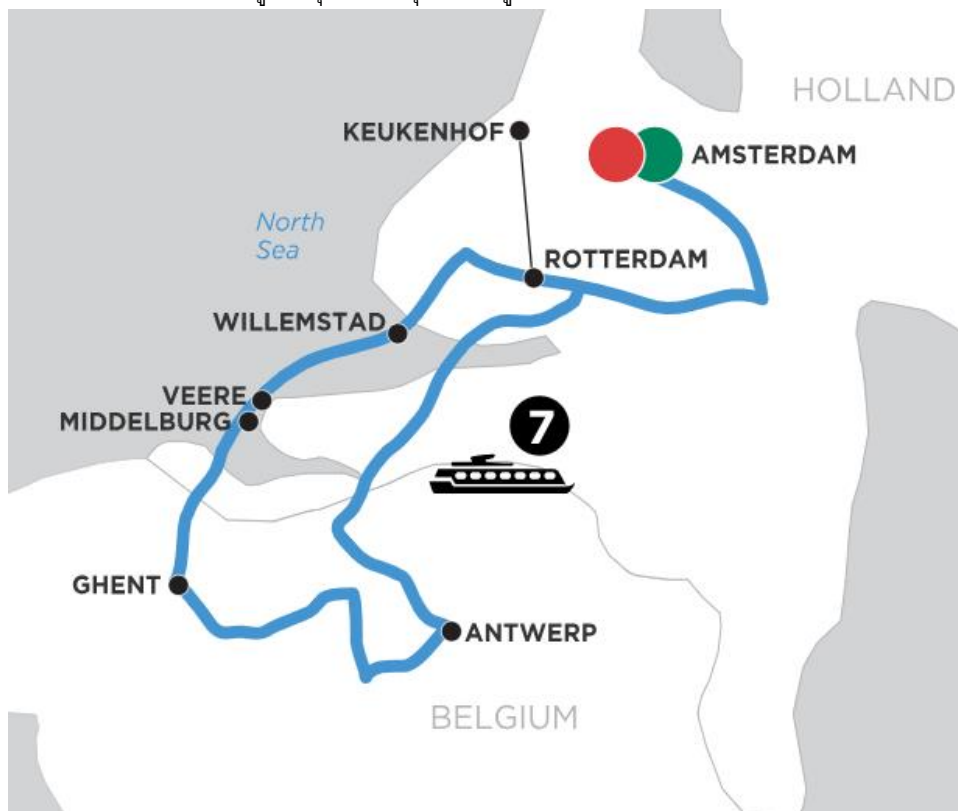 HOLLAND
KEUKENHOF
AMSTERDAM
North
Sea
ROTTERDAM
WILLEMSTAD
VEERE
MIDDELBURG
7
GHENT
ANTWERP
BELGIUM